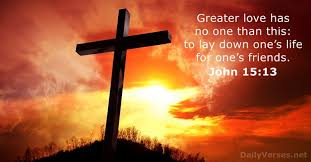 Greater love has
no one than this:
to lay down one's life
for one's friends.
John 15:13
DailyVerses.net